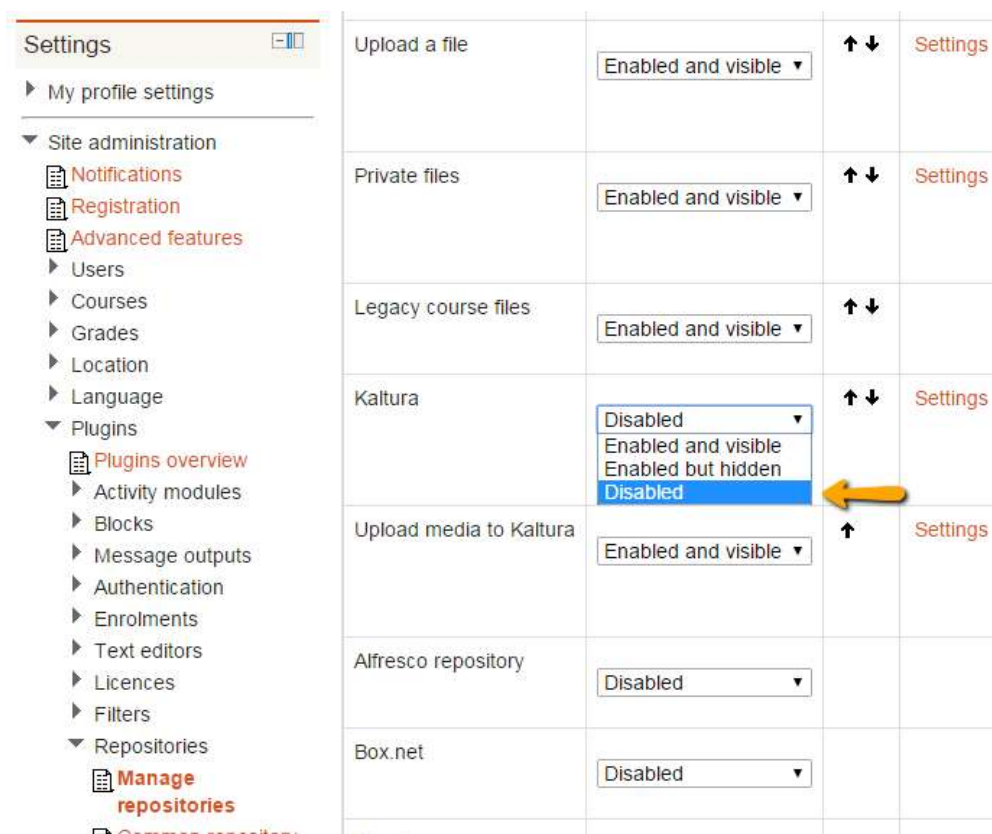 Settings
My profile settings
Site administration
Notifications
Registration
Advanced features
Users
Courses
Grades
Location
Language
Plugins
Plugins overview
Activity modules
Blocks
Message outputs
Authentication
Enrolments
Text editors
Licences
Filters
Repositories
Manage
repositories
Common repository
Upload a file
Enabled and visible
Settings
Private files
Enabled and visible
Settings
Legacy course files
Enabled and visible
Kaltura
Disabled
Enabled and visible
Enabled but hidden
Disabled
Settings
Upload media to Kaltura
Enabled and visible
Settings
Alfresco repository
Disabled
Box.net
Disabled